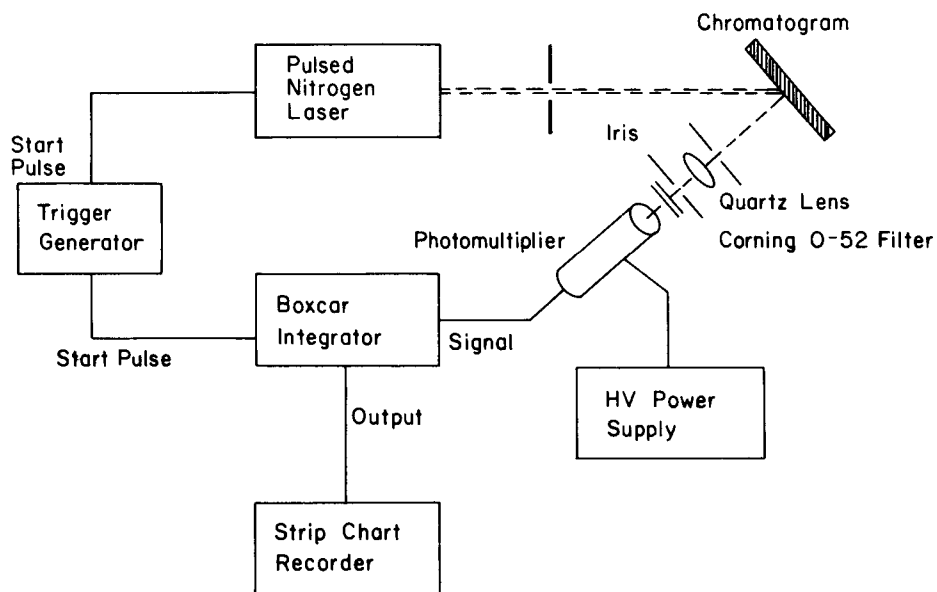 Chromatogram
Pulsed
Nitrogen
Laser
Iris
Start
Pulse
Trigger
Generator
Quartz Lens
Photomultiplier
Corning 0-52 Filter
Boxcar
Integrator
Signal
Start Pulse
HV Power
Supply
Output
Strip Chart
Recorder